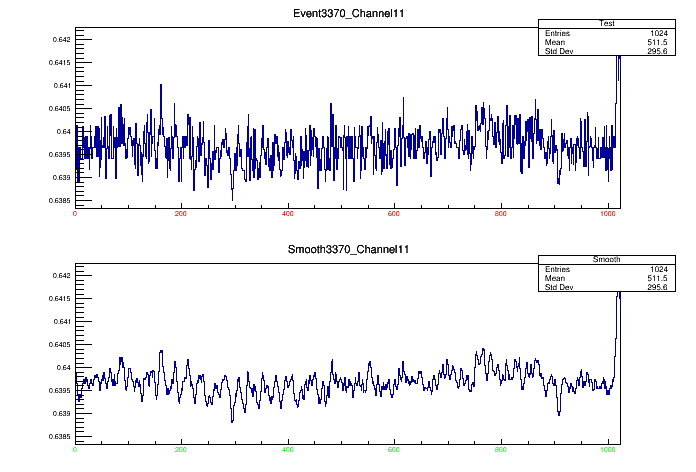 Event3370_Channel11
Test
Entries 1024
Mean 511.5
Std Dev 295.6
0.642
0.6415
0.641
0.6405
0.64
0.6395
0.639
0.6385
0 200 400 600 800 1000
Smooth3370_Channel11
Smooth
Entries 1024
Mean 511.5
Std Dev 295.6
0.642
0.6415
0.641
0.6405
0.64
0.6395
0.639
0.6385
0 200 400 600 800 1000